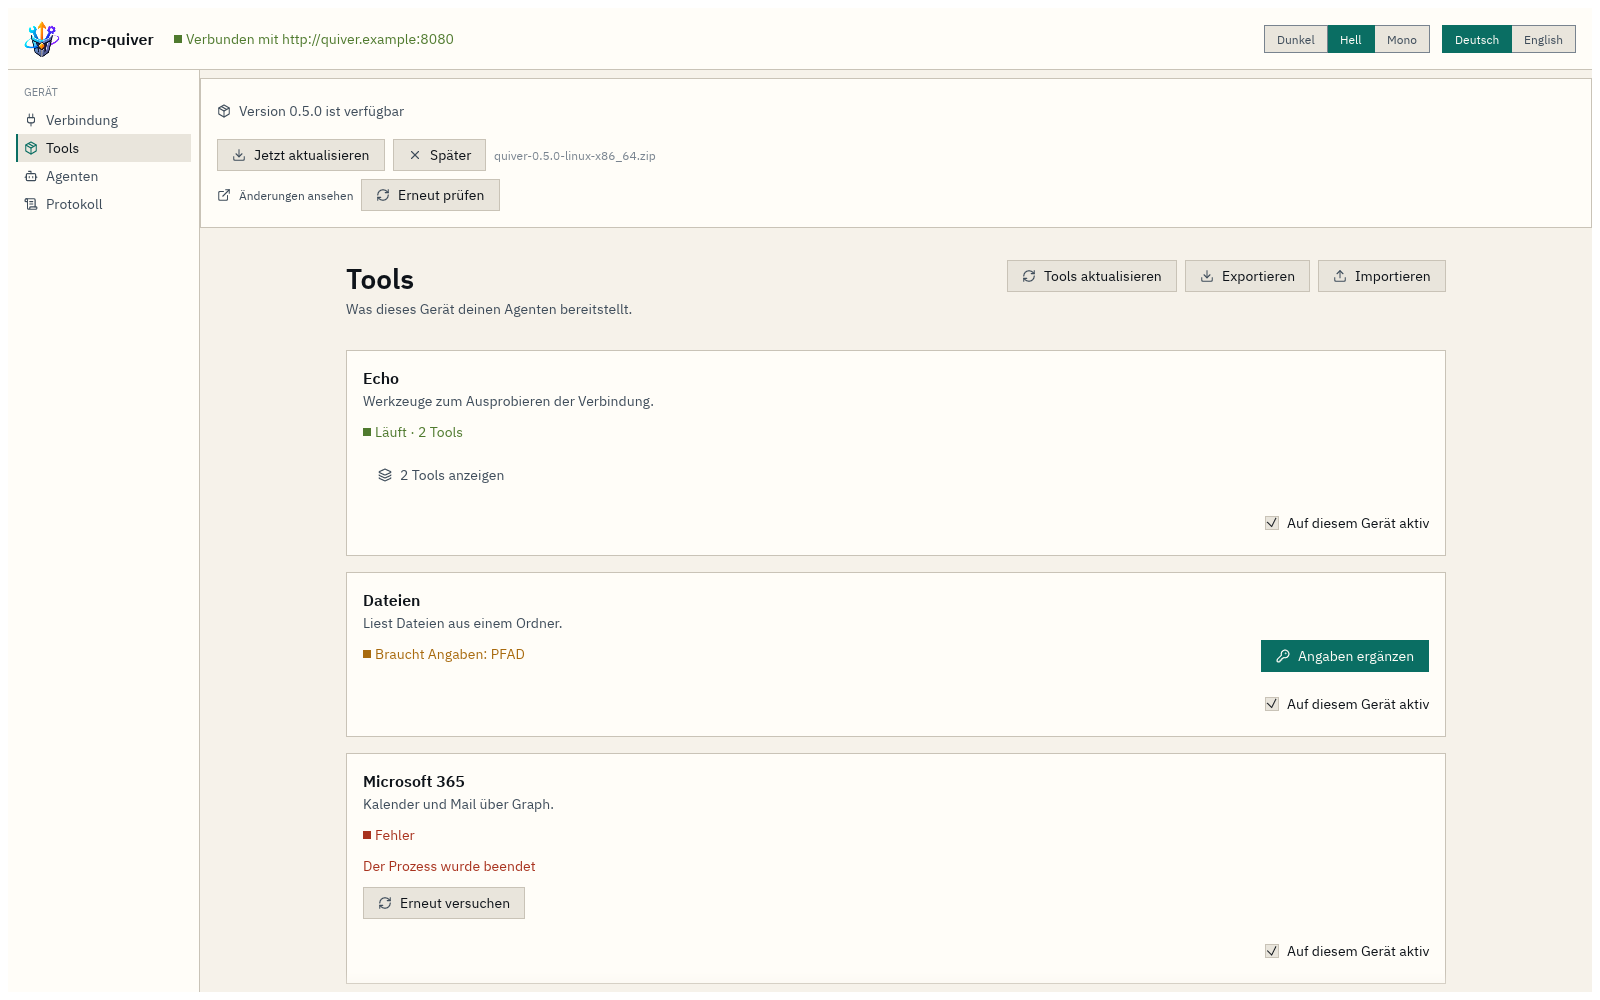 mcp-quiver
Verbunden mit http://quiver.example:8080
Dunkel
Hell
Mono
Deutsch
English
GERÄT
Verbindung
Tools
Agenten
Protokoll
Version 0.5.0 ist verfügbar
Jetzt aktualisieren
Später
quiver-0.5.0-linux-x86_64.zip
Änderungen ansehen
Erneut prüfen
Tools
Was dieses Gerät deinen Agenten bereitstellt.
Tools aktualisieren
Exportieren
Importieren
Echo
Werkzeuge zum Ausprobieren der Verbindung.
Läuft · 2 Tools
2 Tools anzeigen
Auf diesem Gerät aktiv
Dateien
Liest Dateien aus einem Ordner.
Braucht Angaben: PFAD
Angaben ergänzen
Auf diesem Gerät aktiv
Microsoft 365
Kalender und Mail über Graph.
Fehler
Der Prozess wurde beendet
Erneut versuchen
Auf diesem Gerät aktiv